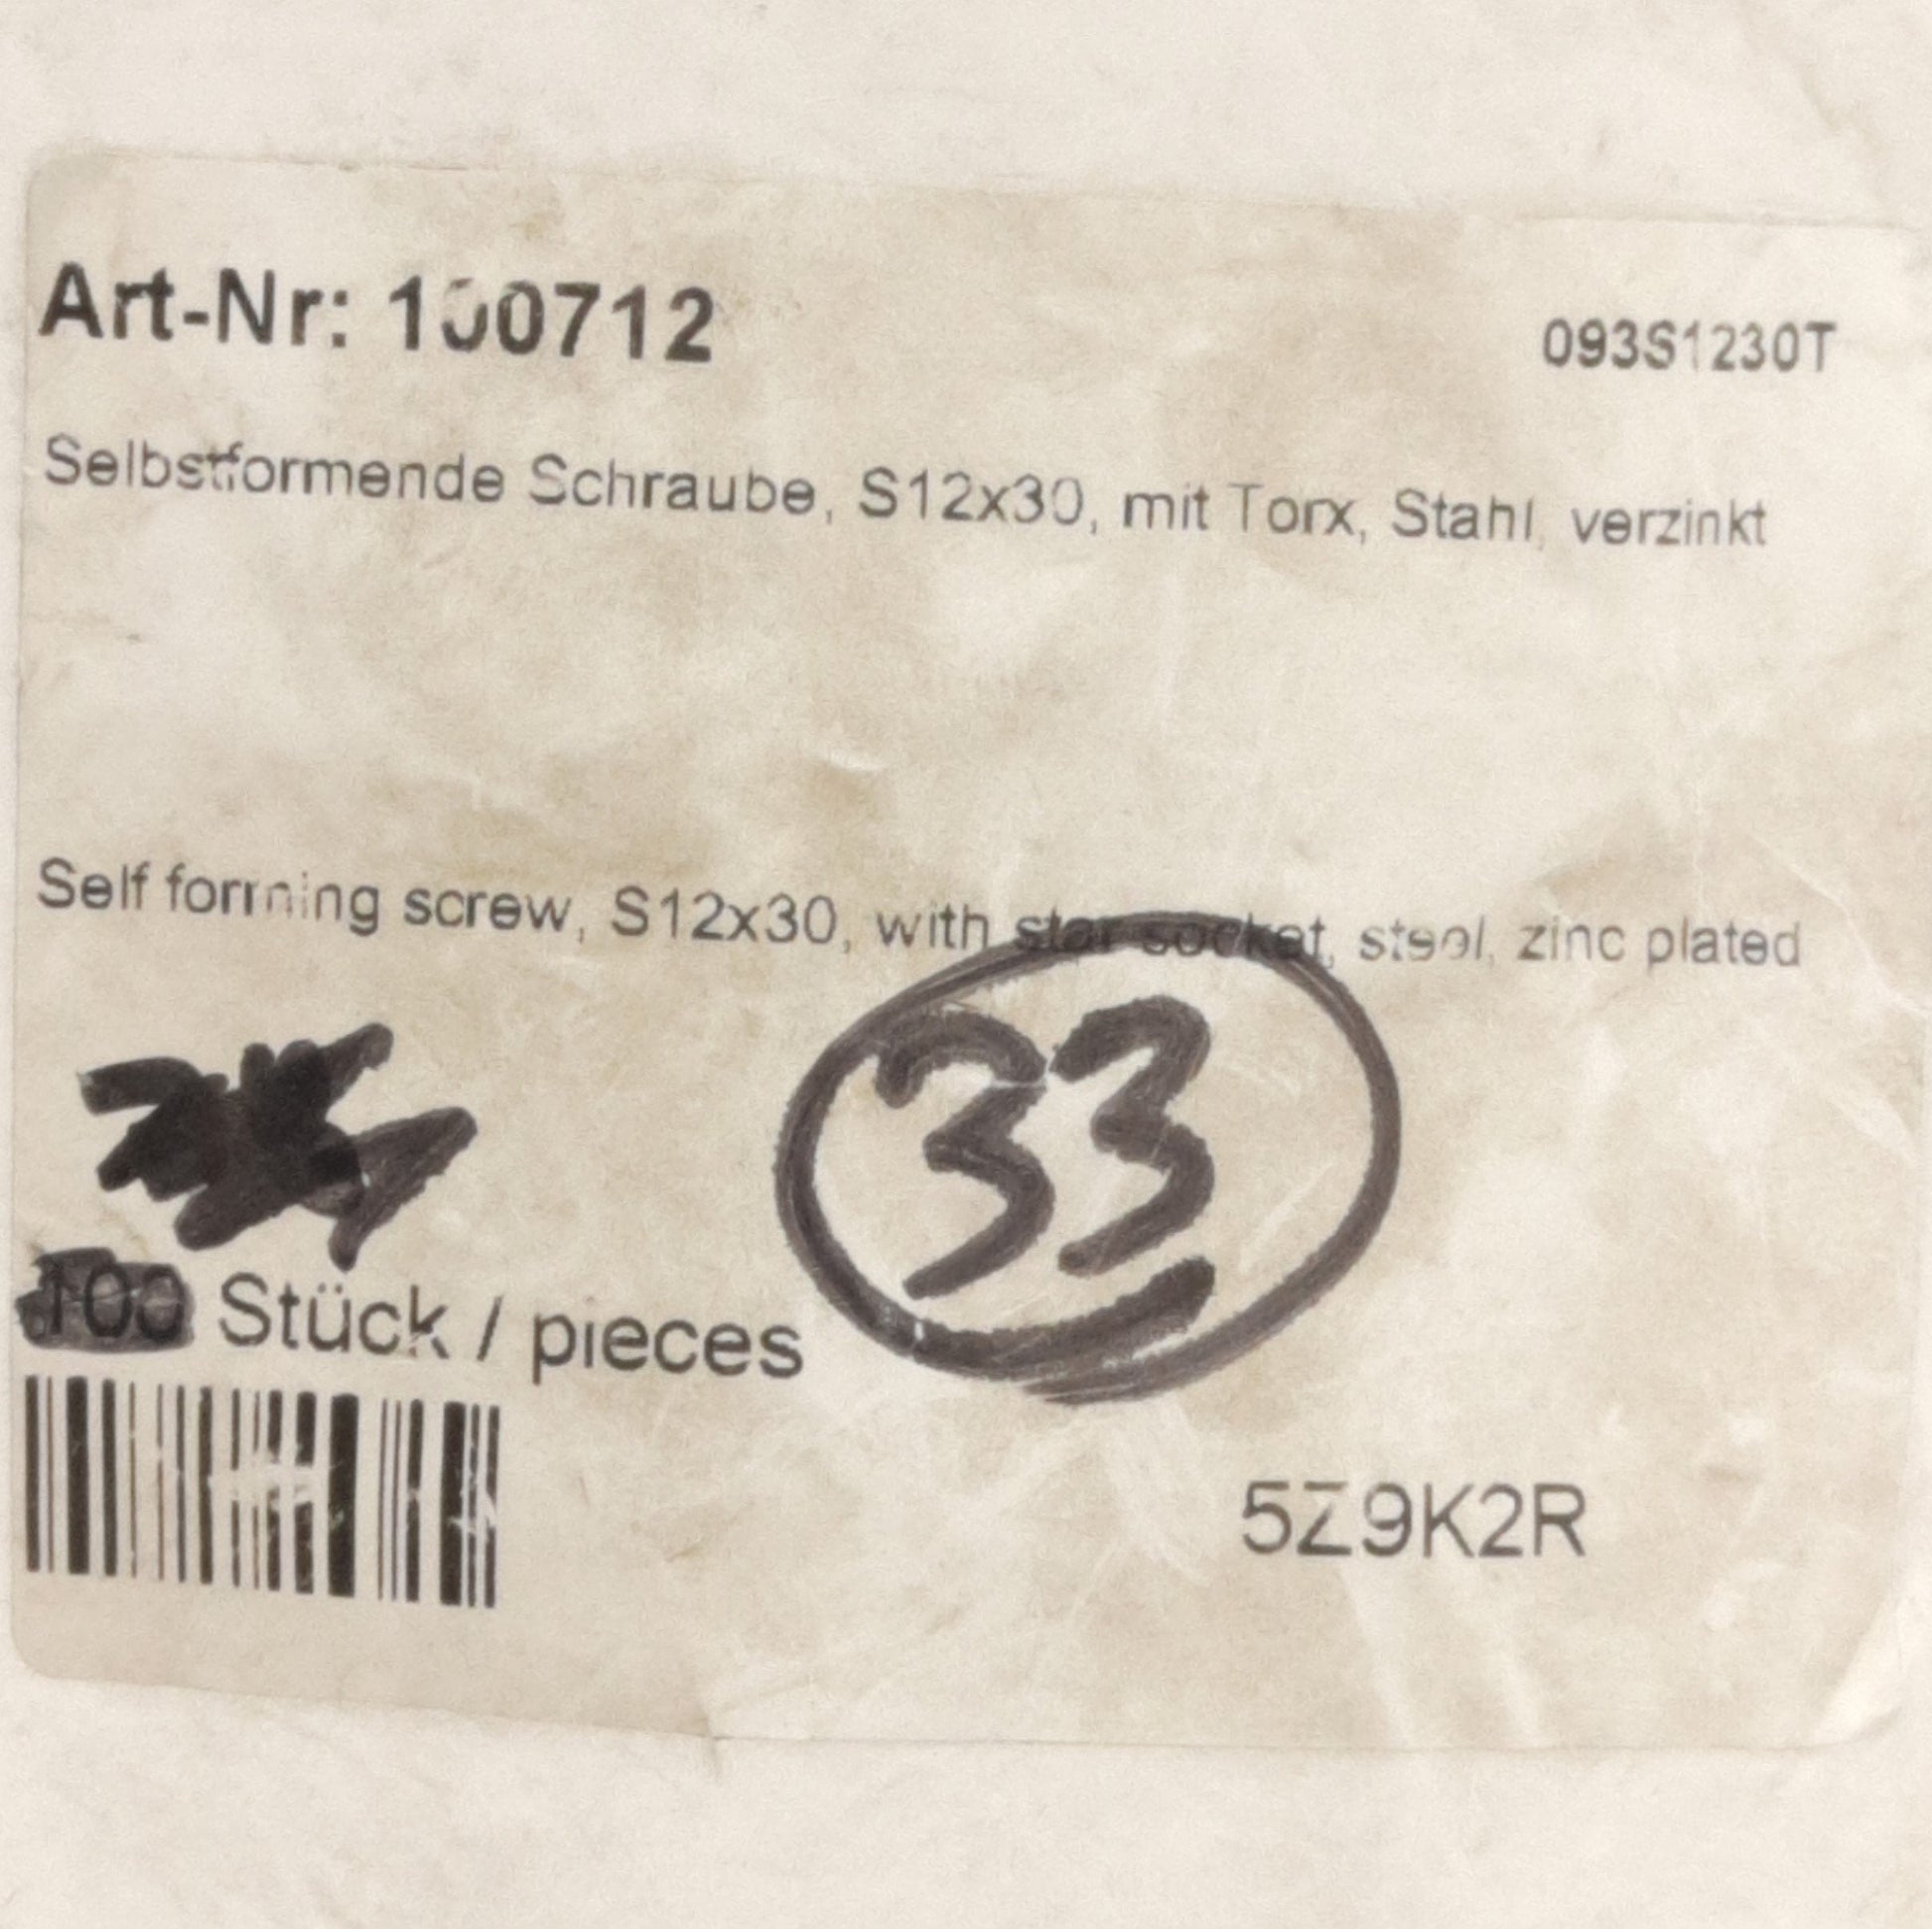 Art-Nr: 100712
093S1230T
Selbstformende Schraube, S12x30, mit Torx, Stahl, verzinkt
Self forming screw, S12x30, with star socket, steel, zinc plated
33
100 Stück / pieces
5Z9K2R